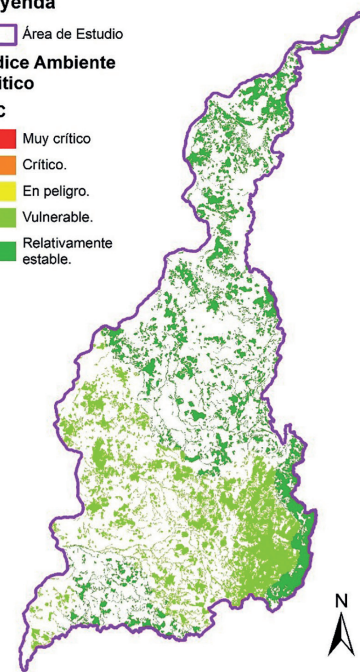 yenda
Área de Estudio
dice Ambiente
ítico
C
Muy crítico
Crítico.
En peligro.
Vulnerable.
Relativamente
estable.
N